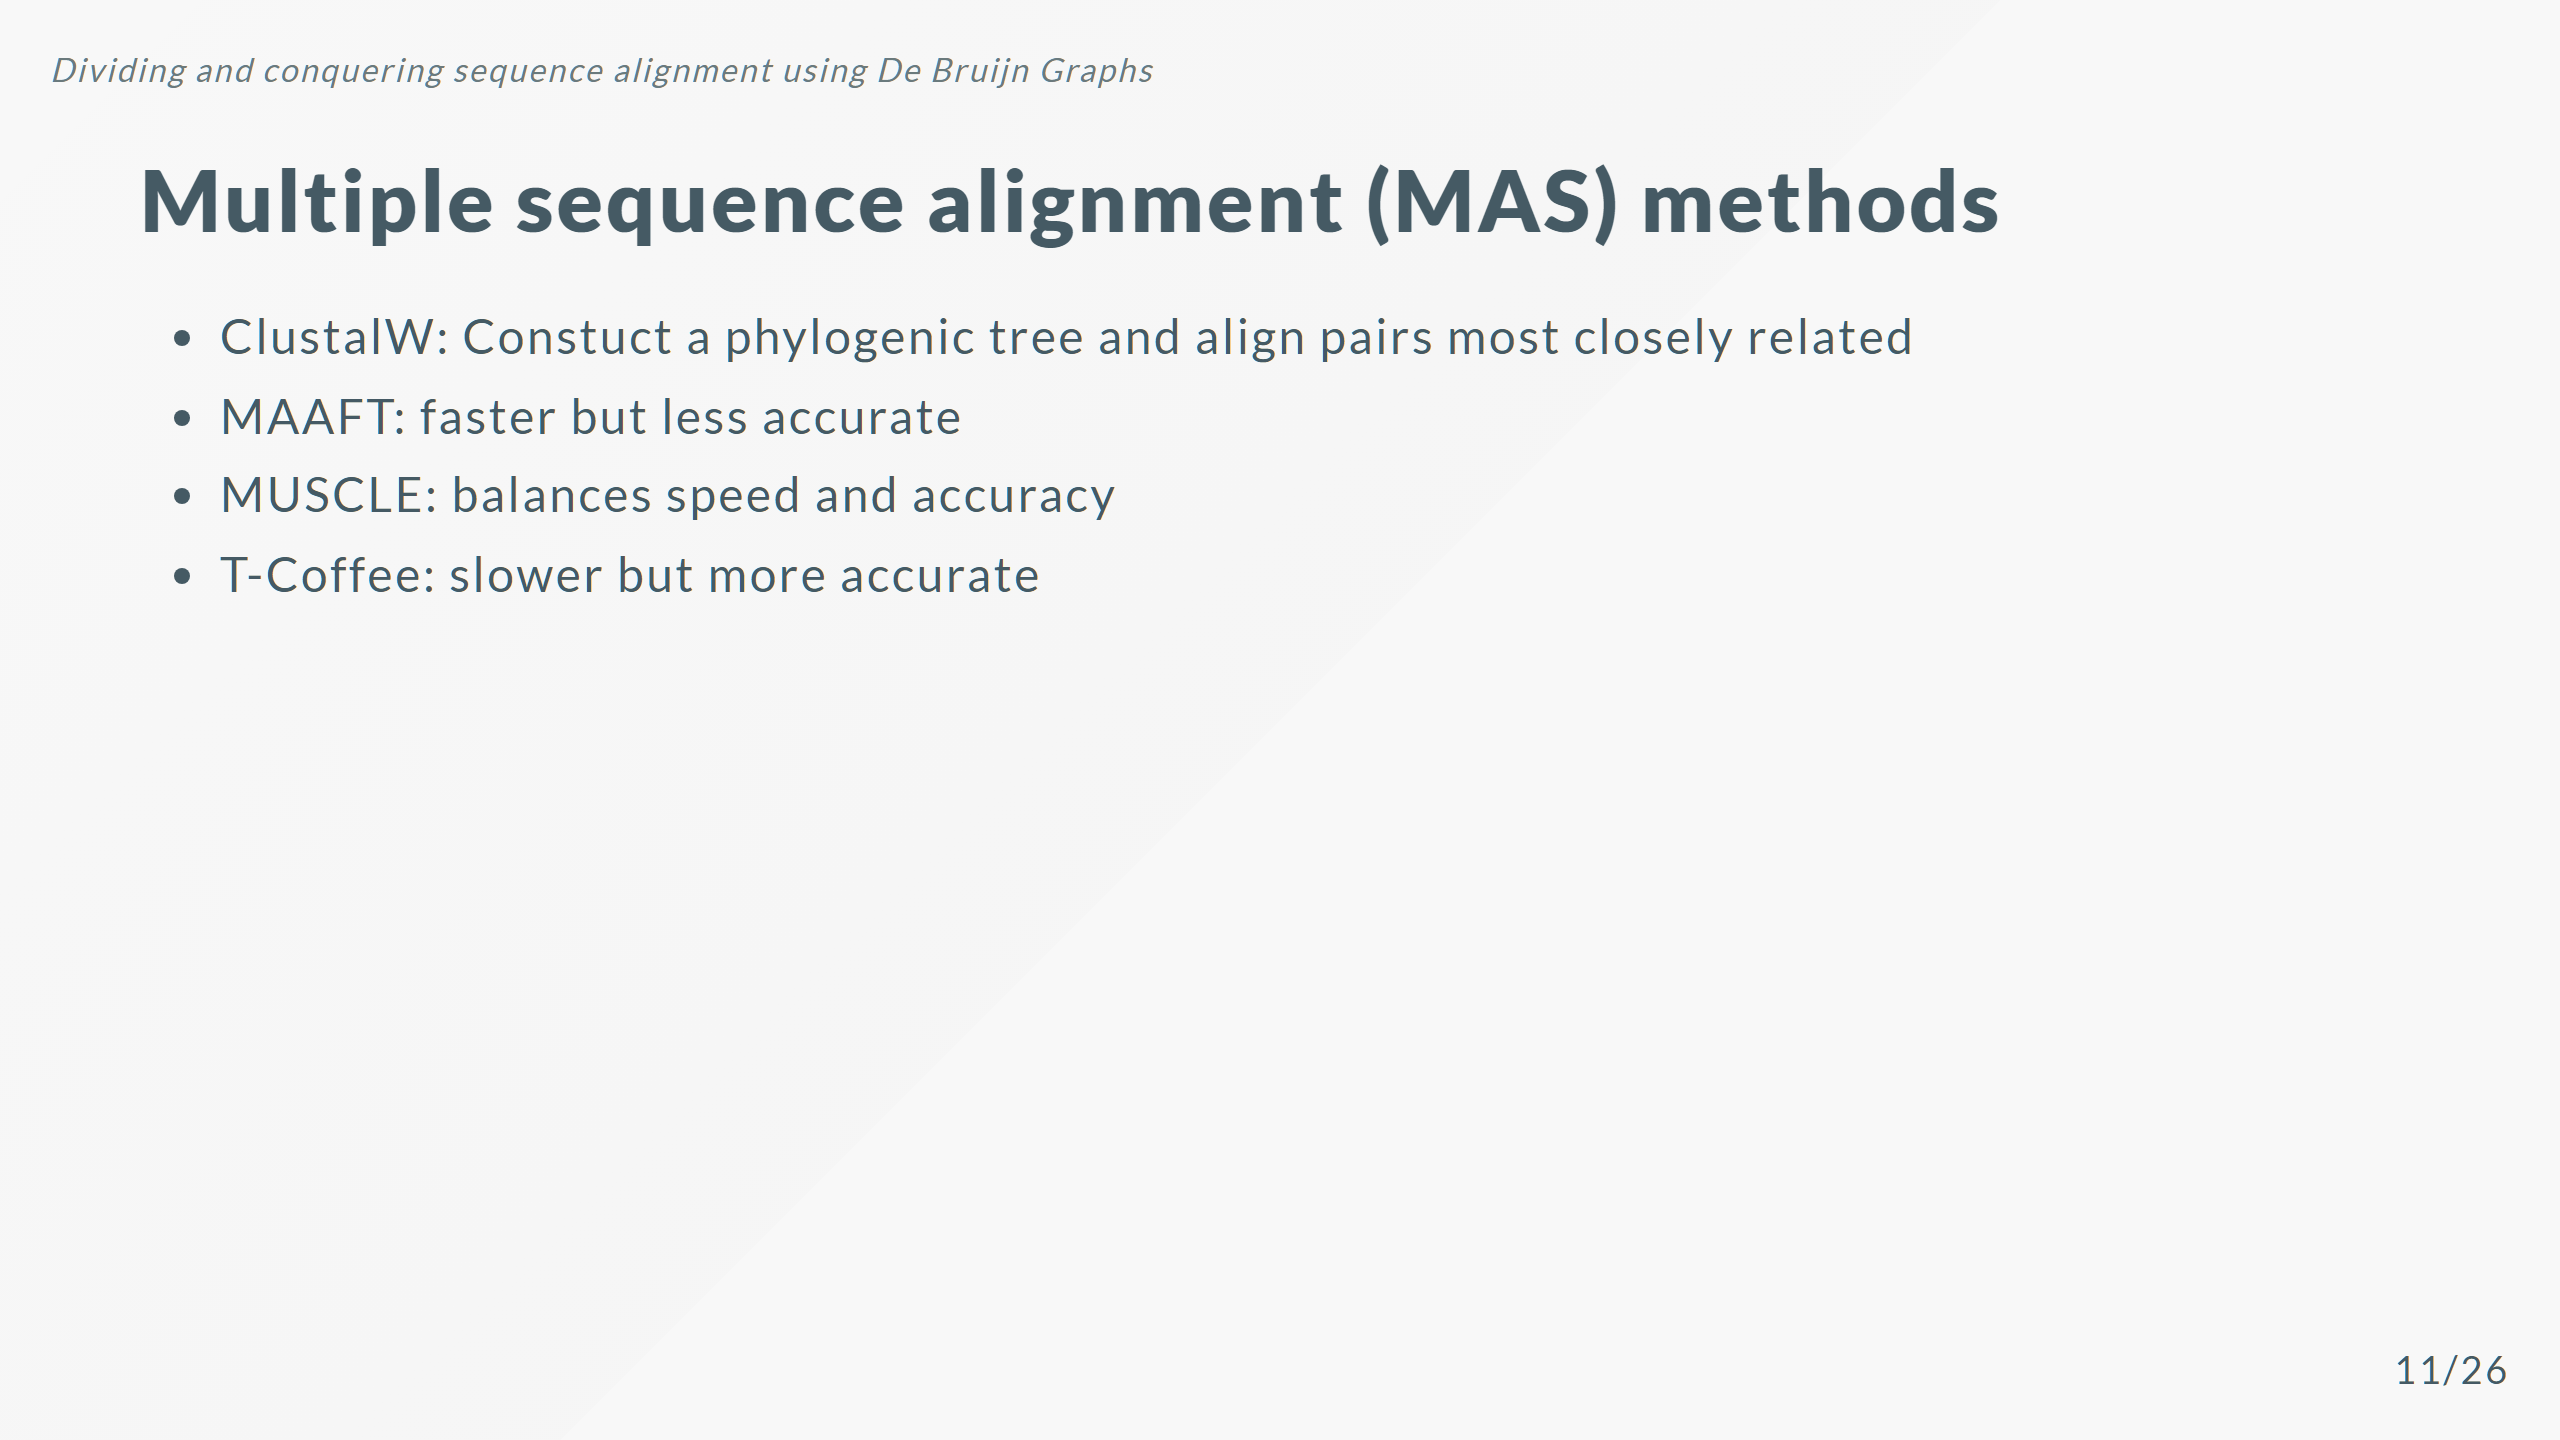 Dividing and conquering sequence alignment using De Bruijn Graphs
Multiple sequence alignment (MAS) methods
• ClustalW: Constuct a phylogenic tree and align pairs most closely related
• MAAFT: faster but less accurate
• MUSCLE: balances speed and accuracy
• T-Coffee: slower but more accurate
11/26